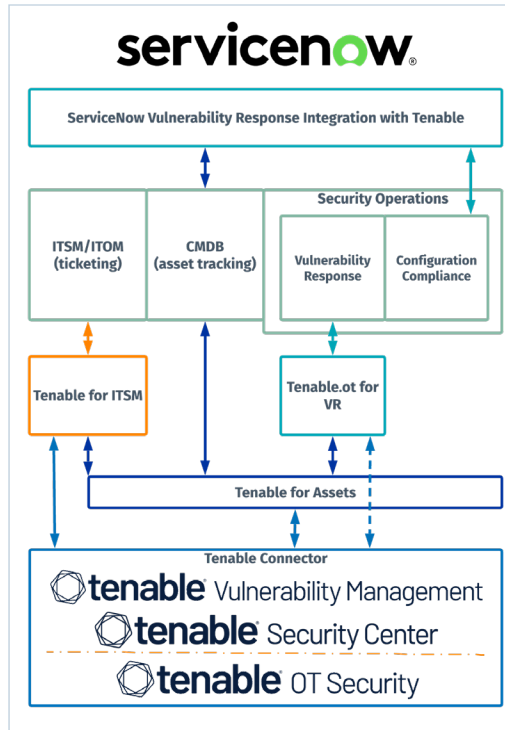 servicenow®
ServiceNow Vulnerability Response Integration with Tenable
Security Operations
ITSM/ITOM
(ticketing)
CMDB
(asset tracking)
Vulnerability
Response
Configuration
Compliance
Tenable for ITSM
Tenable.ot for
VR
Tenable for Assets
Tenable Connector
tenable Vulnerability Management
tenable Security Center
tenable OT Security